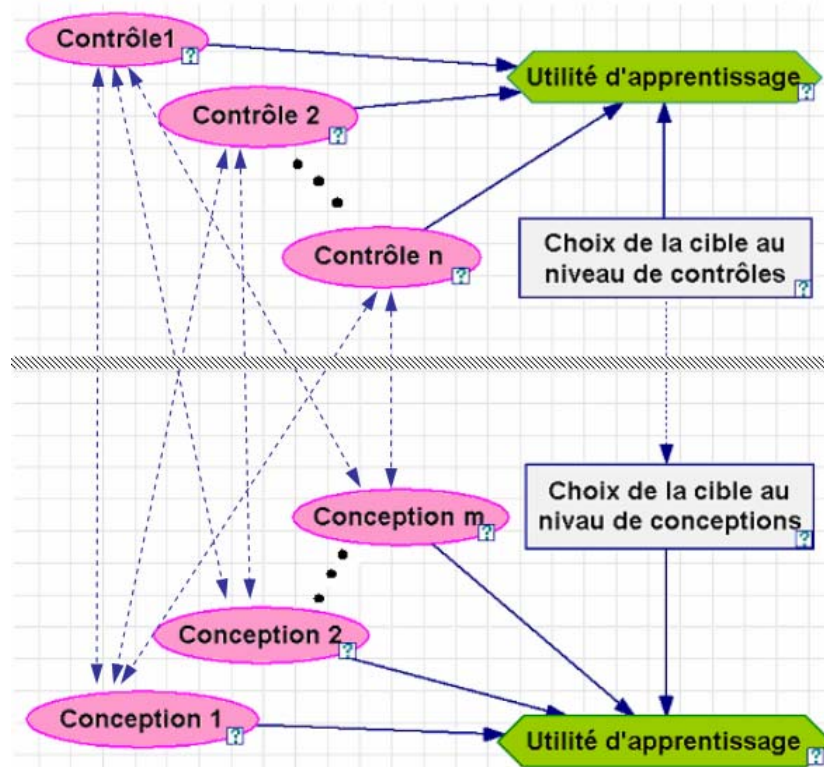 Contrôle1
?
Utilité d'apprentissage
?
Contrôle 2
?
Contrôle n
?
Choix de la cible au
niveau de contrôles
?
Choix de la cible au
nivau de conceptions
?
Conception m
?
Conception 2
?
Conception 1
?
Utilité d'apprentissage
?